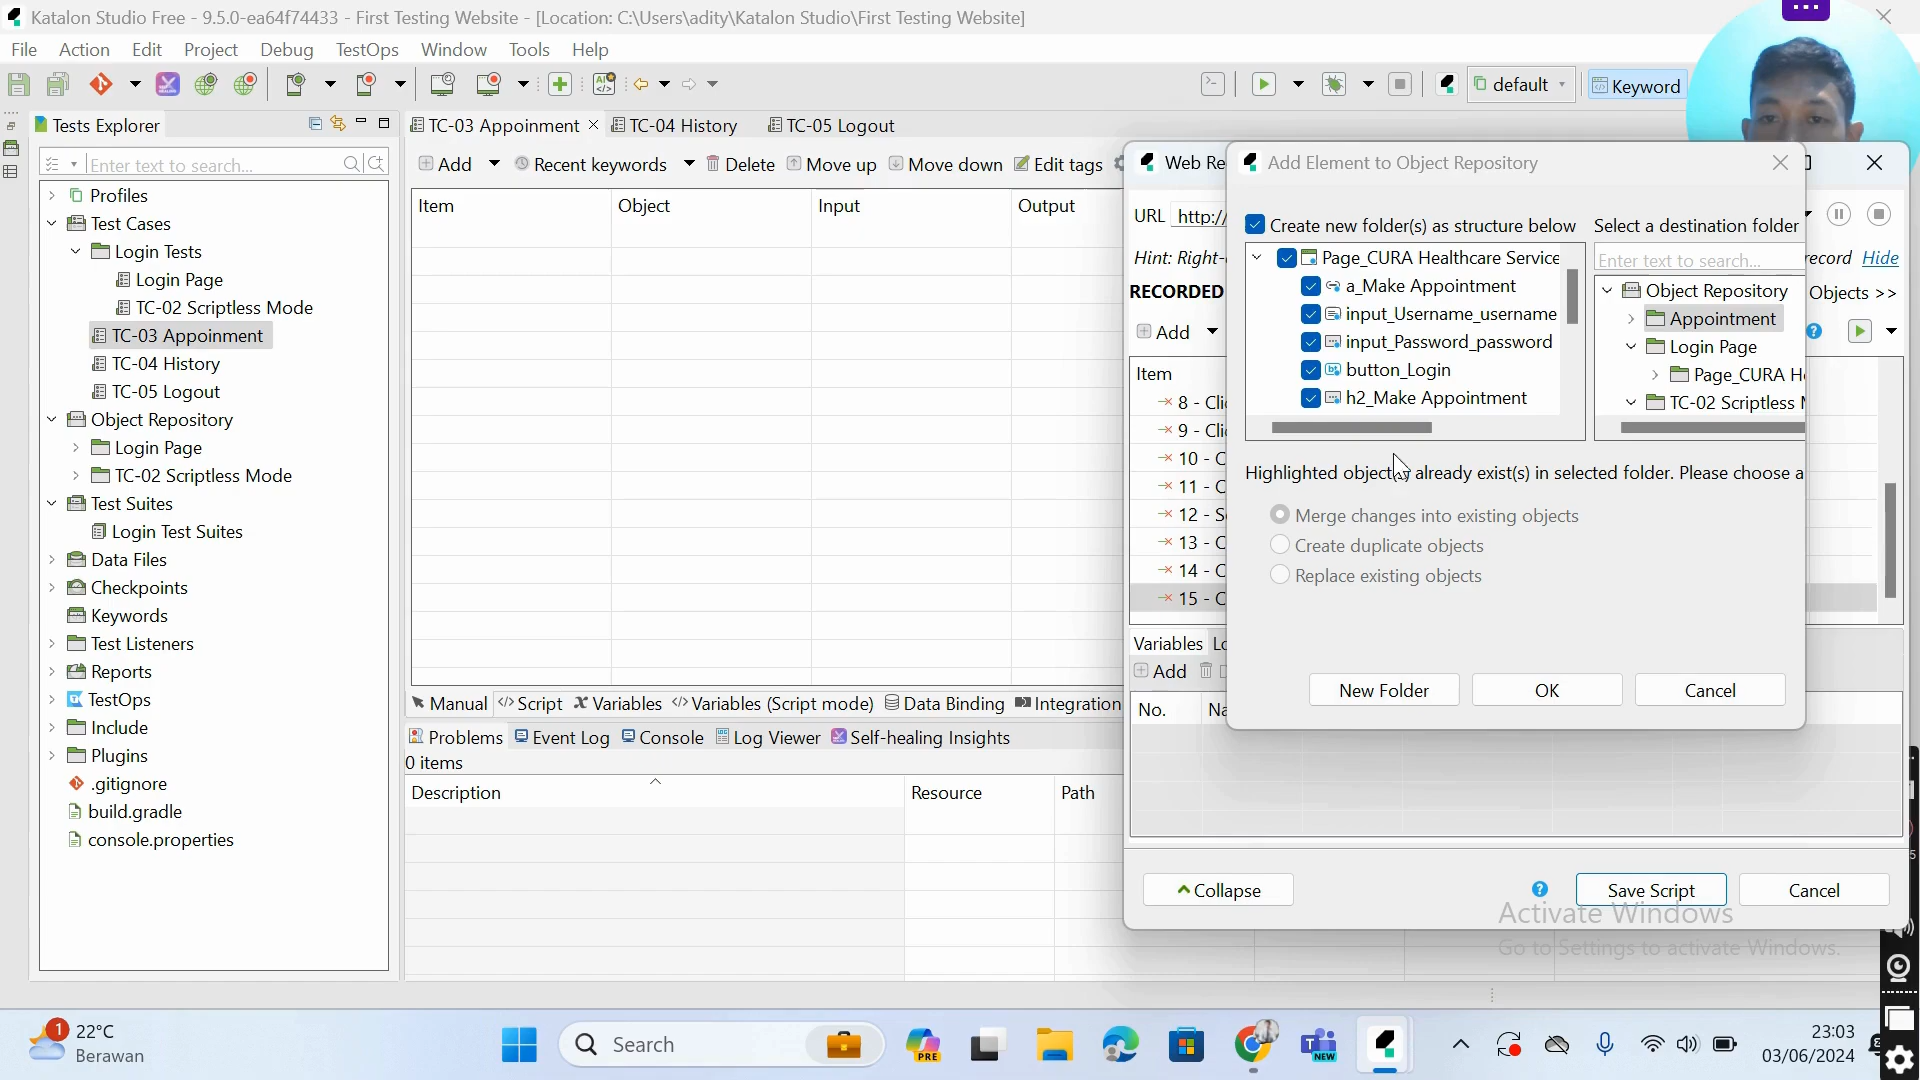 Katalon Studio Free - 9.5.0-ea64f74433 - First Testing Website - [Location: C:\Users\adity\Katalon Studio\First Testing Website]
File Action Edit Project Debug TestOps Window Tools Help
default
Keyword
Tests Explorer
Enter text to search...
Profiles
Test Cases
Login Tests
Login Page
TC-02 Scriptless Mode
TC-03 Appoinment
TC-04 History
TC-05 Logout
Object Repository
Login Page
TC-02 Scriptless Mode
Test Suites
Login Test Suites
Data Files
Checkpoints
Keywords
Test Listeners
Reports
TestOps
Include
Plugins
.gitignore
build.gradle
console.properties
TC-03 Appoinment TC-04 History TC-05 Logout
Add Recent keywords Delete Move up Move down Edit tags
Item Object Input Output
Manual Script Variables Variables (Script mode) Data Binding Integration
Problems Event Log Console Log Viewer Self-healing Insights
0 items
Description Resource Path
Web Re
URL http://
Hint: Right-
ecord Hide
RECORDED
Objects >>
Add
Item
8 - Cli
9 - Cli
10 - C
11 - C
12 - S
13 - C
14 - C
15 - C
Variables
Add
No. Na
Collapse Save Script Cancel
Add Element to Object Repository
Create new folder(s) as structure below
Page_CURA Healthcare Service
a_Make Appointment
input_Username_username
input_Password_password
button_Login
h2_Make Appointment
Select a destination folder
Enter text to search...
Object Repository
Appointment
Login Page
Page_CURA H
TC-02 Scriptless
Highlighted object(s) already exist(s) in selected folder. Please choose a
Merge changes into existing objects
Create duplicate objects
Replace existing objects
New Folder OK Cancel
Activate Windows
Go to Settings to activate Windows.
1
22°C
Berawan
Search
PRE
NEW
23:03
03/06/2024